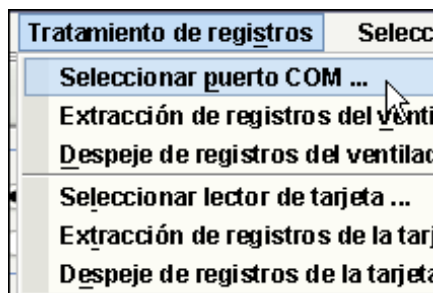 Tratamiento de registros Selecc
Seleccionar puerto COM ...
Extracción de registros del venti
Despeje de registros del ventilad
Seleccionar lector de tarjeta ...
Extracción de registros de la tarj
Despeje de registros de la tarjeta